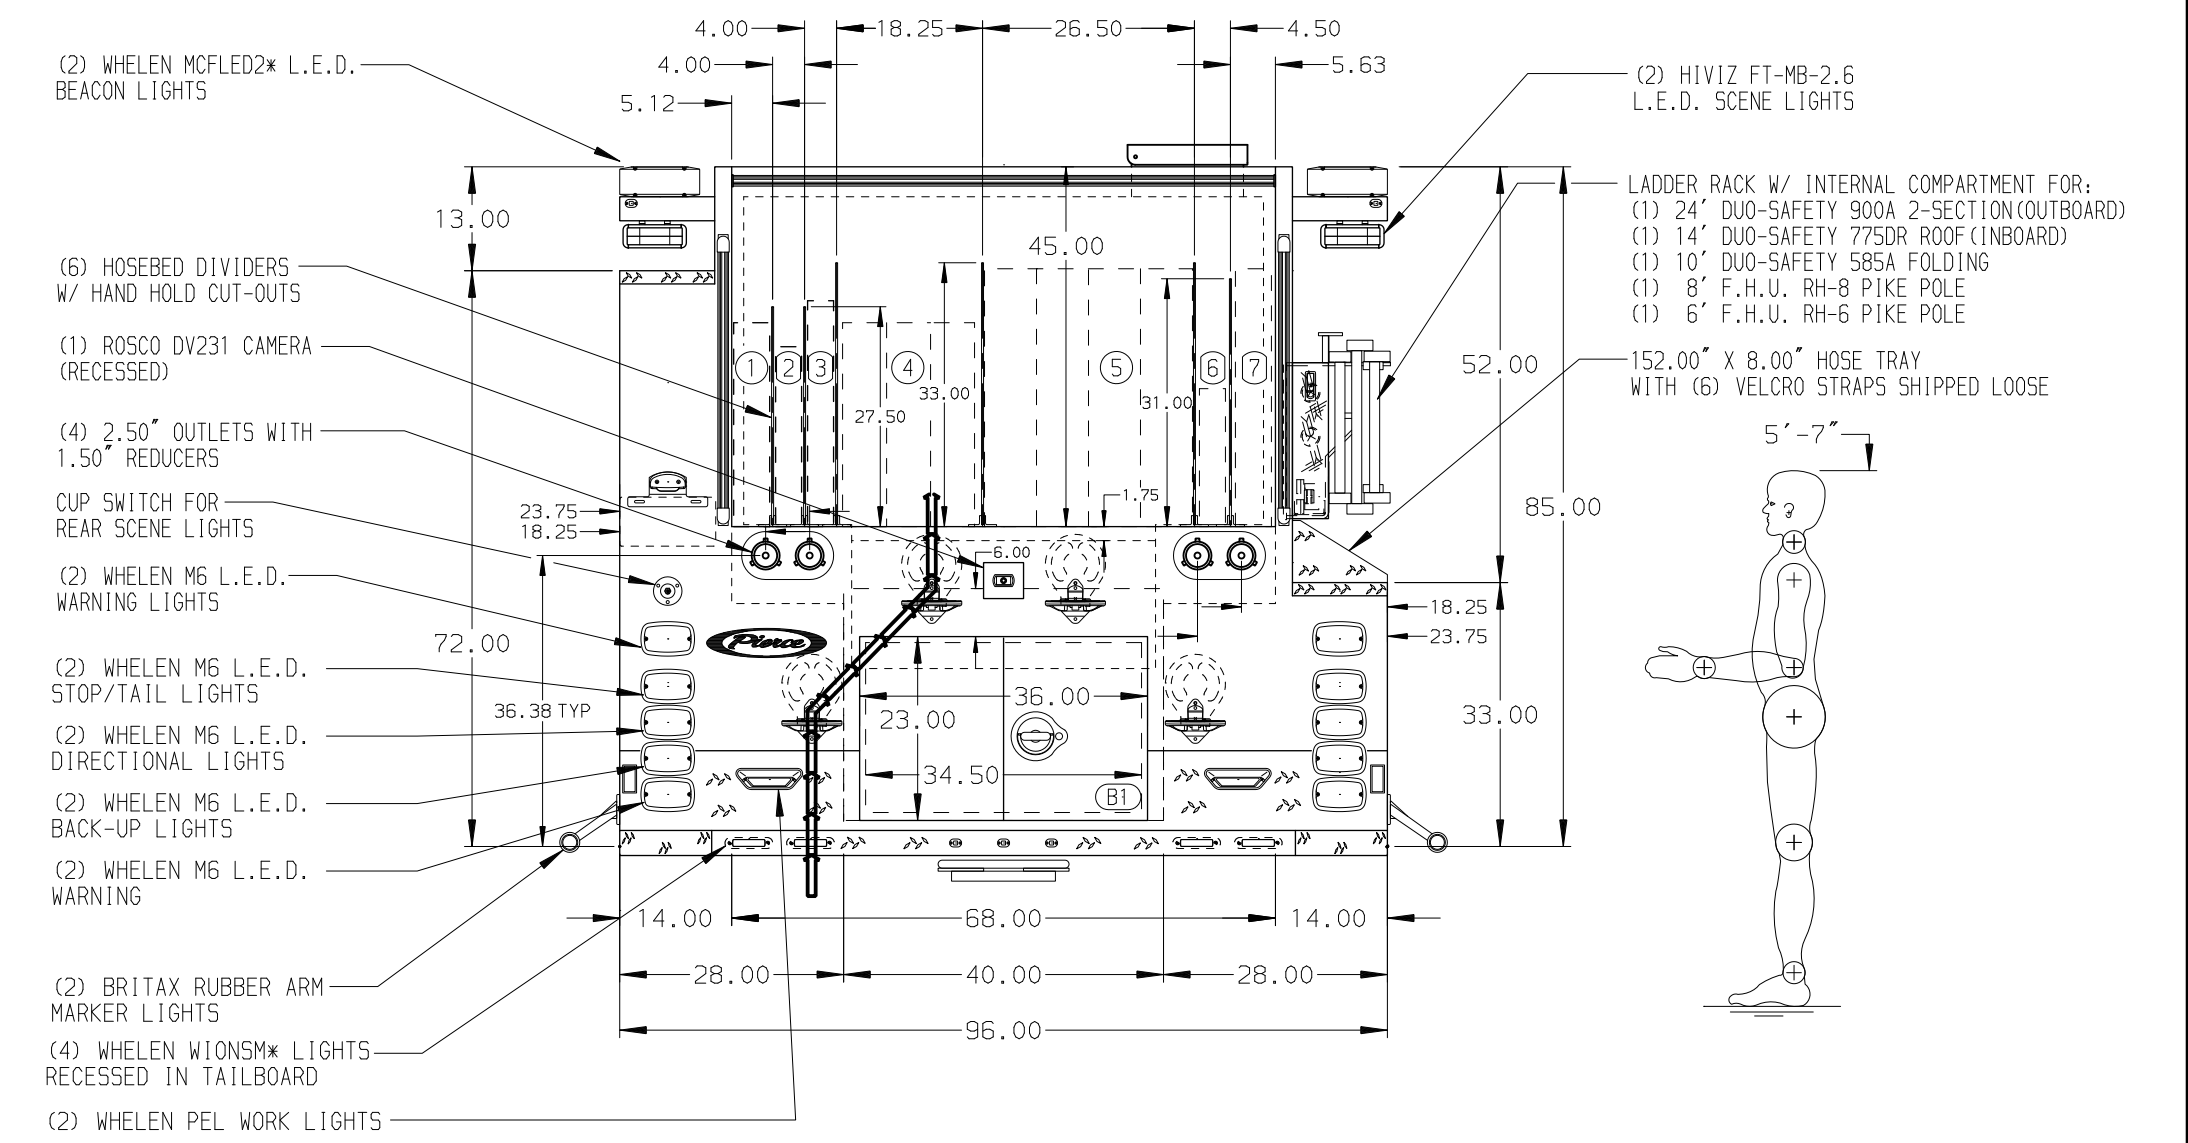 4.00
18.25
26.50
4.50
4.00
5.63
5.12
(2) WHELEN MCFLED2* L.E.D.
BEACON LIGHTS
(6) HOSEBED DIVIDERS
W/ HAND HOLD CUT-OUTS
(1) ROSCO DV231 CAMERA
(RECESSED)
(4) 2.50" OUTLETS WITH
1.50" REDUCERS
CUP SWITCH FOR
REAR SCENE LIGHTS
(2) WHELEN M6 L.E.D.
WARNING LIGHTS
(2) WHELEN M6 L.E.D.
STOP/TAIL LIGHTS
(2) WHELEN M6 L.E.D.
DIRECTIONAL LIGHTS
(2) WHELEN M6 L.E.D.
BACK-UP LIGHTS
(2) WHELEN M6 L.E.D.
WARNING
(2) BRITAX RUBBER ARM
MARKER LIGHTS
(4) WHELEN WIONSM* LIGHTS
RECESSED IN TAILBOARD
(2) WHELEN PEL WORK LIGHTS
13.00
45.00
1
2
3
4
5
6
7
27.50
33.00
31.00
1.75
23.75
18.25
6.00
72.00
36.38 TYP
Pierce
36.00
23.00
34.50
B1
18.25
23.75
52.00
85.00
33.00
14.00
68.00
14.00
28.00
40.00
28.00
96.00
(2) HIVIZ FT-MB-2.6
L.E.D. SCENE LIGHTS
LADDER RACK W/ INTERNAL COMPARTMENT FOR:
(1) 24' DUO-SAFETY 900A 2-SECTION(OUTBOARD)
(1) 14' DUO-SAFETY 775DR ROOF(INBOARD)
(1) 10' DUO-SAFETY 585A FOLDING
(1) 8' F.H.U. RH-8 PIKE POLE
(1) 6' F.H.U. RH-6 PIKE POLE
152.00" X 8.00" HOSE TRAY
WITH (6) VELCRO STRAPS SHIPPED LOOSE
5'-7"